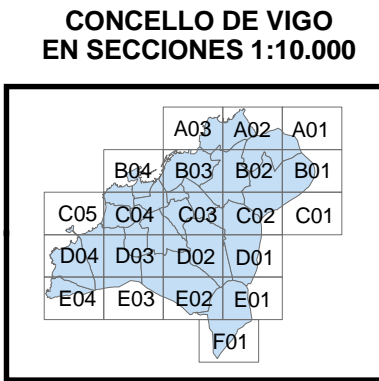 CONCELLO DE VIGO
EN SECCIONES 1:10.000
A03 A02 A01
B04 B03 B02 B01
C05 C04 C03 C02 C01
D04 D03 D02 D01
E04 E03 E02 E01
F01